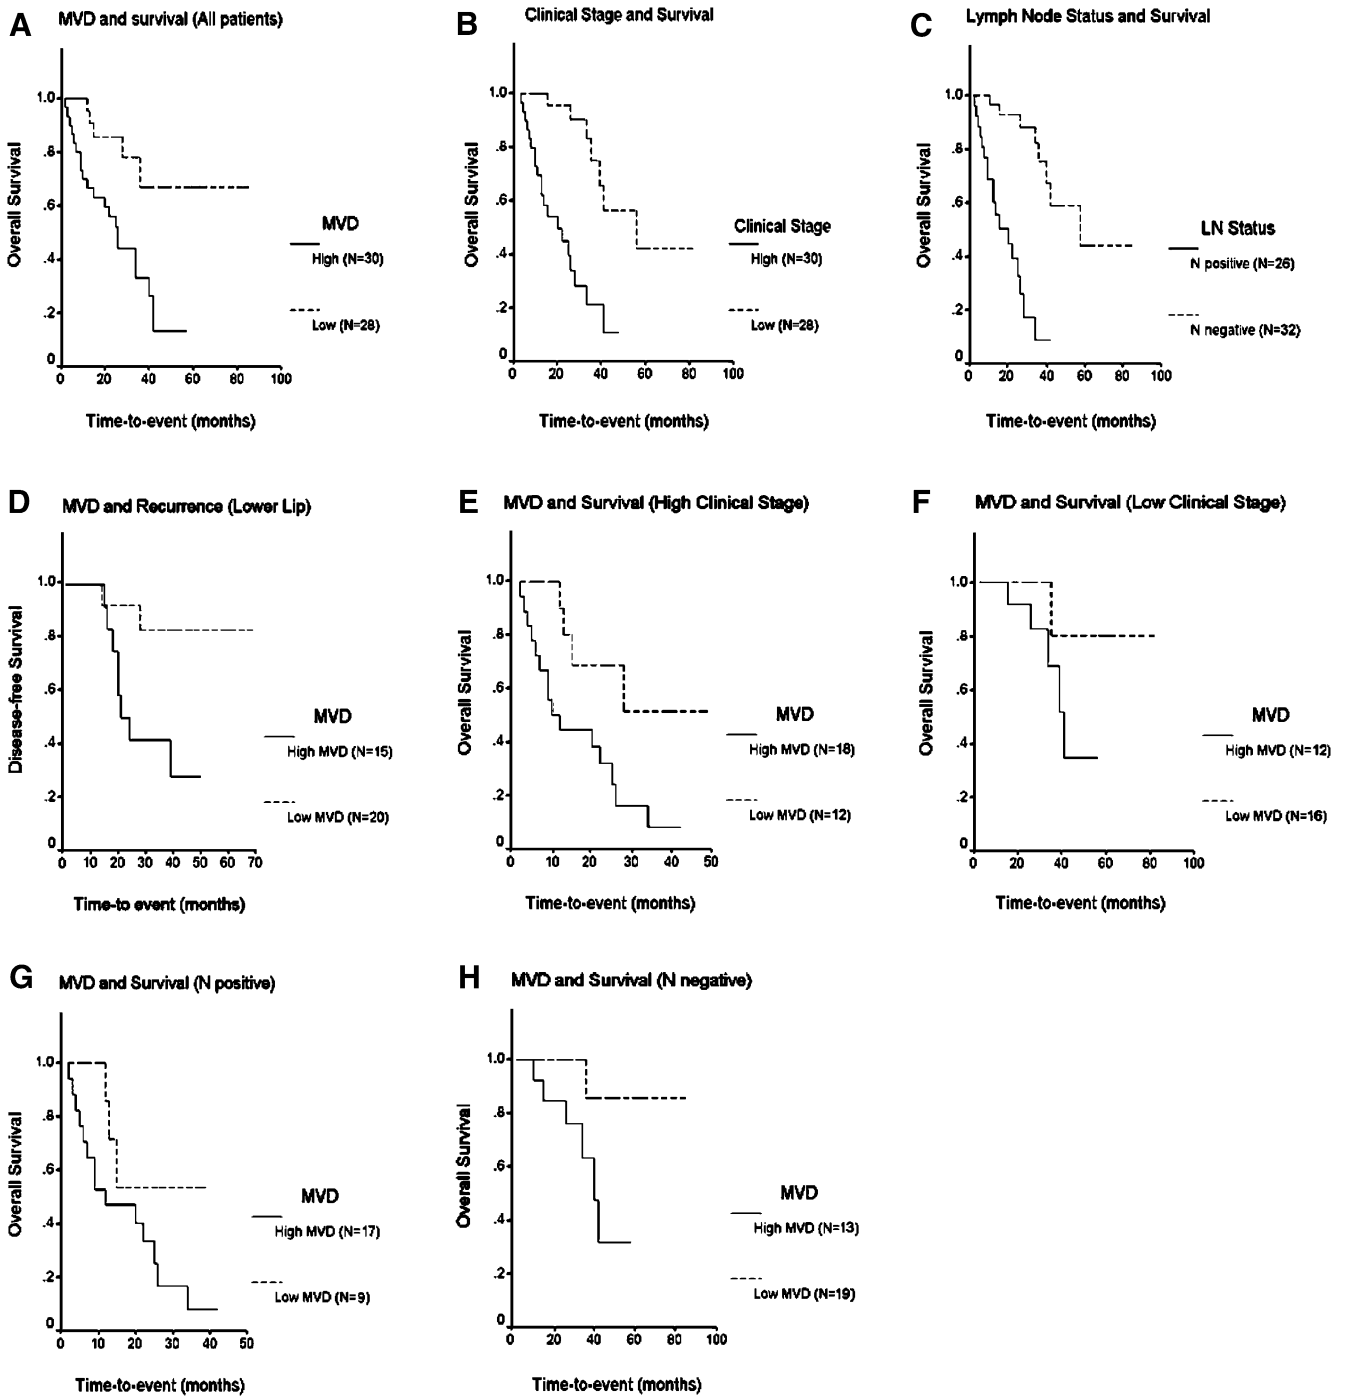 A MVD and survival (All patients)
1.0
.8
.6
.4
.2
0
0 20 40 60 80 100
Overall Survival
Time-to-event (months)
MVD
High (N=30)
Low (N=28)
B Clinical Stage and Survival
1.0
.8
.6
.4
.2
0
0 20 40 60 80 100
Overall Survival
Time-to-event (months)
Clinical Stage
High (N=30)
Low (N=28)
C Lymph Node Status and Survival
1.0
.8
.6
.4
.2
0
0 20 40 60 80 100
Overall Survival
Time-to-event (months)
LN Status
N positive (N=26)
N negative (N=32)
D MVD and Recurrence (Lower Lip)
1.0
.8
.6
.4
.2
0
0 10 20 30 40 50 60 70
Disease-free Survival
Time-to event (months)
MVD
High MVD (N=15)
Low MVD (N=20)
E MVD and Survival (High Clinical Stage)
1.0
.8
.6
.4
.2
0
0 10 20 30 40 50
Overall Survival
Time-to-event (months)
MVD
High MVD (N=18)
Low MVD (N=12)
F MVD and Survival (Low Clinical Stage)
1.0
.8
.6
.4
.2
0
0 20 40 60 80 100
Overall Survival
Time-to-event (months)
MVD
High MVD (N=12)
Low MVD (N=16)
G MVD and Survival (N positive)
1.0
.8
.6
.4
.2
0
0 10 20 30 40 50
Overall Survival
Time-to-event (months)
MVD
High MVD (N=17)
Low MVD (N=9)
H MVD and Survival (N negative)
1.0
.8
.6
.4
.2
0
0 20 40 60 80 100
Overall Survival
Time-to-event (months)
MVD
High MVD (N=13)
Low MVD (N=19)